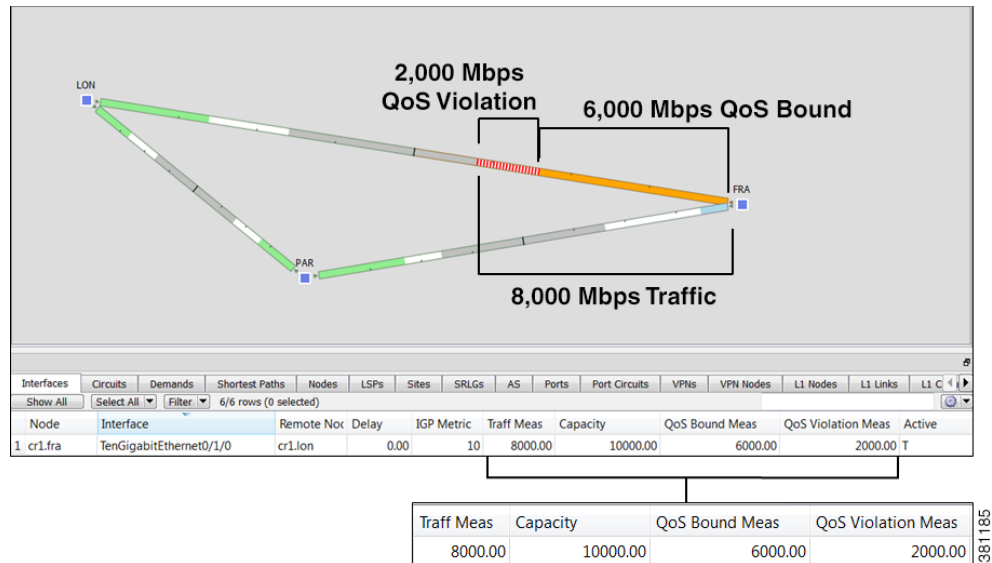 LON
2,000 Mbps
QoS Violation
6,000 Mbps QoS Bound
FRA
PAR
8,000 Mbps Traffic
Interfaces Circuits Demands Shortest Paths Nodes LSPs Sites SRLGs AS Ports Port Circuits VPNs VPN Nodes L1 Nodes L1 Links L1 C
Show All Select All Filter 6/6 rows (0 selected)
Node Interface Remote Noc Delay IGP Metric Traff Meas Capacity QoS Bound Meas QoS Violation Meas Active
1 cr1.fra TenGigabitEthernet0/1/0 cr1.lon 0.00 10 8000.00 10000.00 6000.00 2000.00 T
Traff Meas Capacity QoS Bound Meas QoS Violation Meas
8000.00 10000.00 6000.00 2000.00
381185